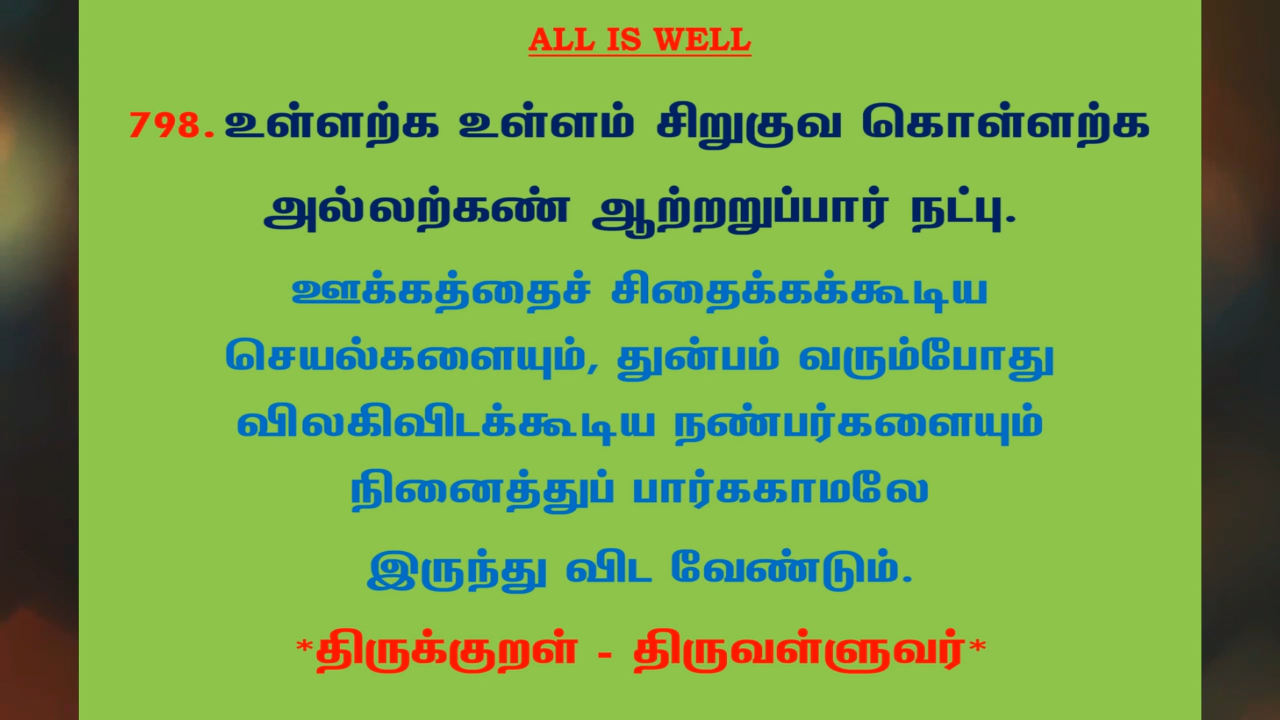 ALL IS WELL
798. உள்ளற்க உள்ளம் சிறுகுவ கொள்ளற்க
அல்லற்கண் ஆற்றறுப்பார் நட்பு.
ஊக்கத்தைச் சிதைக்கக்கூடிய
செயல்களையும், துன்பம் வரும்போது
விலகிவிடக்கூடிய நண்பர்களையும்
நினைத்துப் பார்ககாமலே
இருந்து விட வேண்டும்.
*திருக்குறள் - திருவள்ளுவர்*